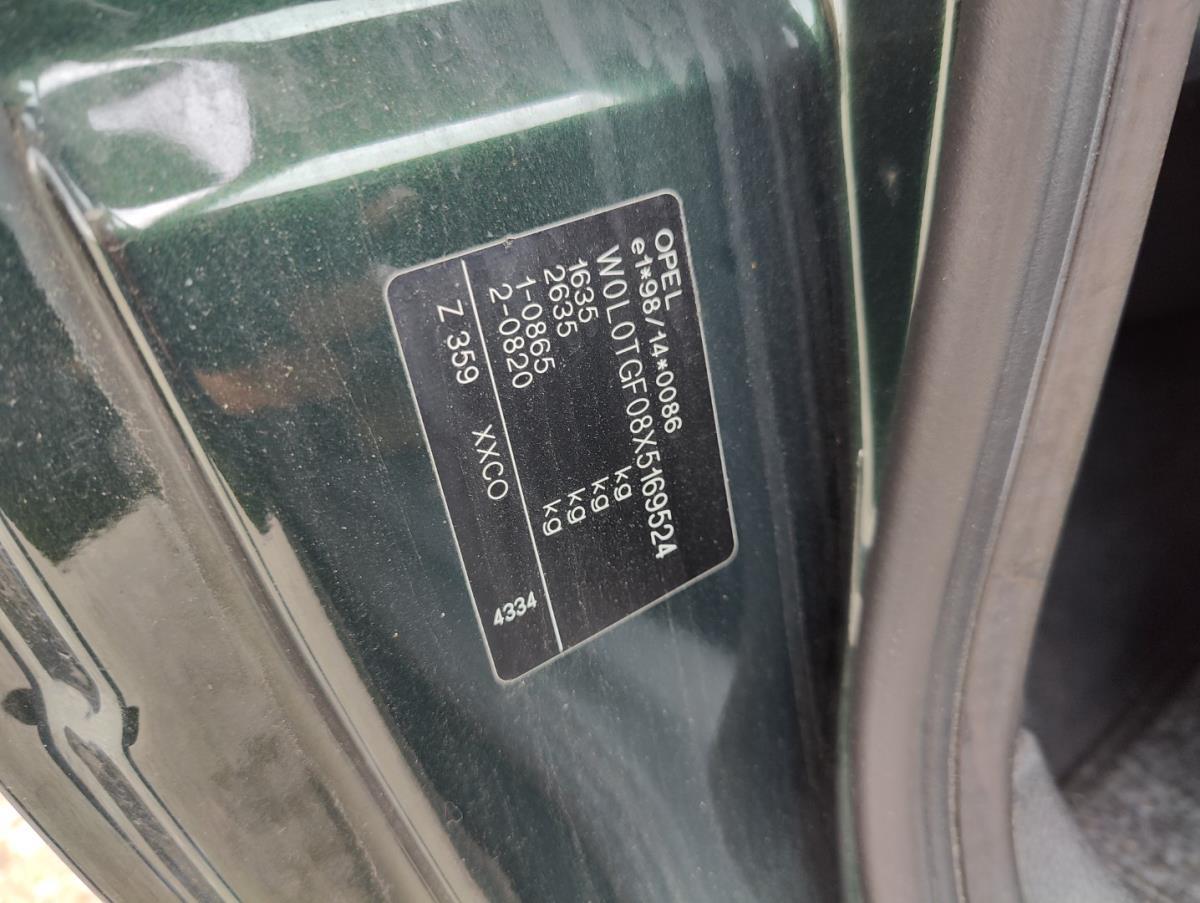 OPEL
e1*98/14*0086
W0L0TGF08X5169524
1635 kg
2635 kg
1-0865 kg
2-0820 kg
Z 359 XXCO 4334